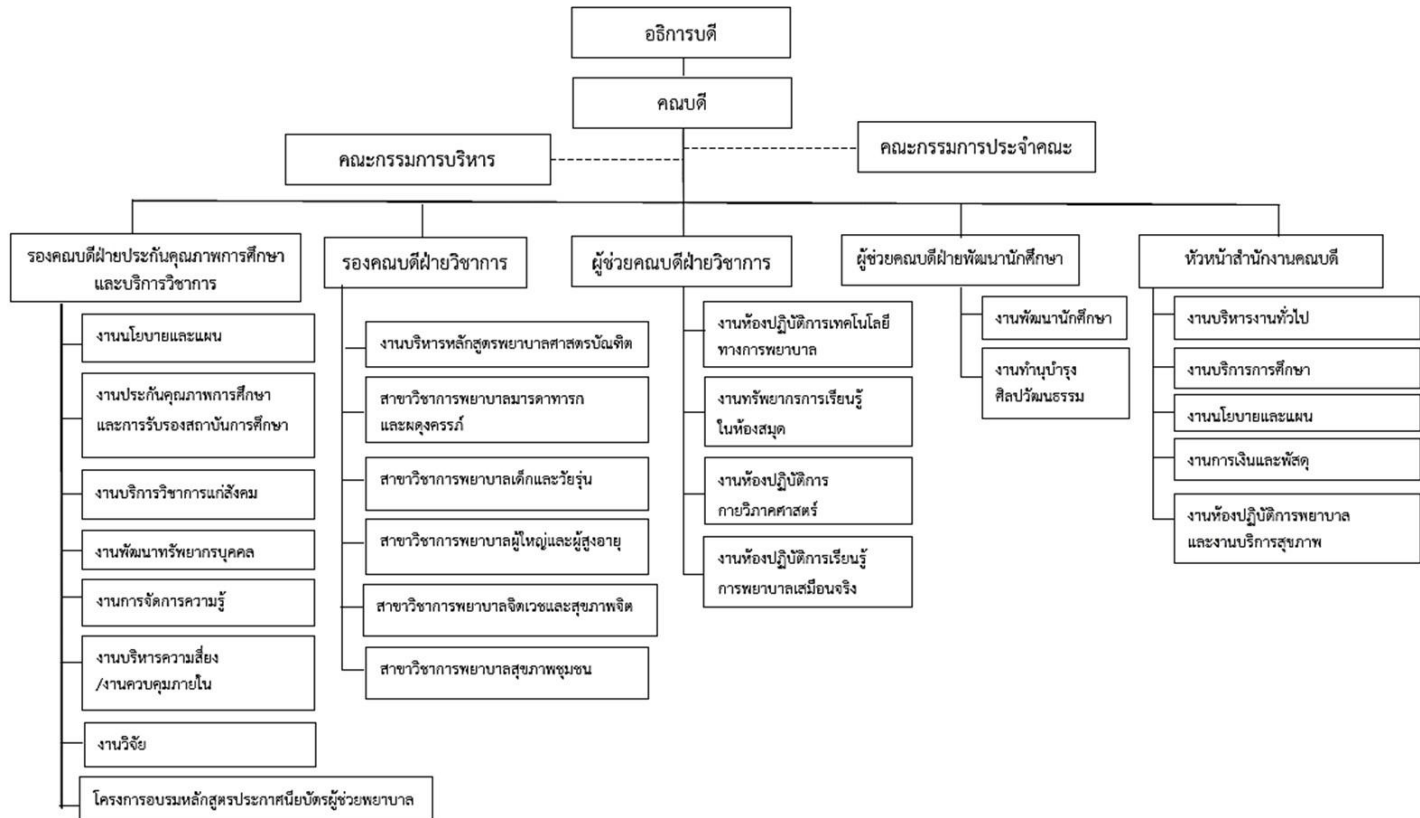 อธิการบดี
คณบดี
คณะกรรมการบริหาร
คณะกรรมการประจำคณะ
รองคณบดีฝ่ายประกันคุณภาพการศึกษา
และบริการวิชาการ
งานนโยบายและแผน
งานประกันคุณภาพการศึกษา
และการรับรองสถาบันการศึกษา
งานบริการวิชาการแก่สังคม
งานพัฒนาทรัพยากรบุคคล
งานการจัดการความรู้
งานบริหารความเสี่ยง
/งานควบคุมภายใน
งานวิจัย
โครงการอบรมหลักสูตรประกาศนียบัตรผู้ช่วยพยาบาล
รองคณบดีฝ่ายวิชาการ
งานบริหารหลักสูตรพยาบาลศาสตรบัณฑิต
สาขาวิชาการพยาบาลมารดาทารก
และผดุงครรภ์
สาขาวิชาการพยาบาลเด็กและวัยรุ่น
สาขาวิชาการพยาบาลผู้ใหญ่และผู้สูงอายุ
สาขาวิชาการพยาบาลจิตเวชและสุขภาพจิต
สาขาวิชาการพยาบาลสุขภาพชุมชน
ผู้ช่วยคณบดีฝ่ายวิชาการ
งานห้องปฏิบัติการเทคโนโลยี
ทางการพยาบาล
งานทรัพยากรการเรียนรู้
ในห้องสมุด
งานห้องปฏิบัติการ
กายวิภาคศาสตร์
งานห้องปฏิบัติการเรียนรู้
การพยาบาลเสมือนจริง
ผู้ช่วยคณบดีฝ่ายพัฒนานักศึกษา
งานพัฒนานักศึกษา
งานทำนุบำรุง
ศิลปวัฒนธรรม
หัวหน้าสำนักงานคณบดี
งานบริหารงานทั่วไป
งานบริการการศึกษา
งานนโยบายและแผน
งานการเงินและพัสดุ
งานห้องปฏิบัติการพยาบาล
และงานบริการสุขภาพ